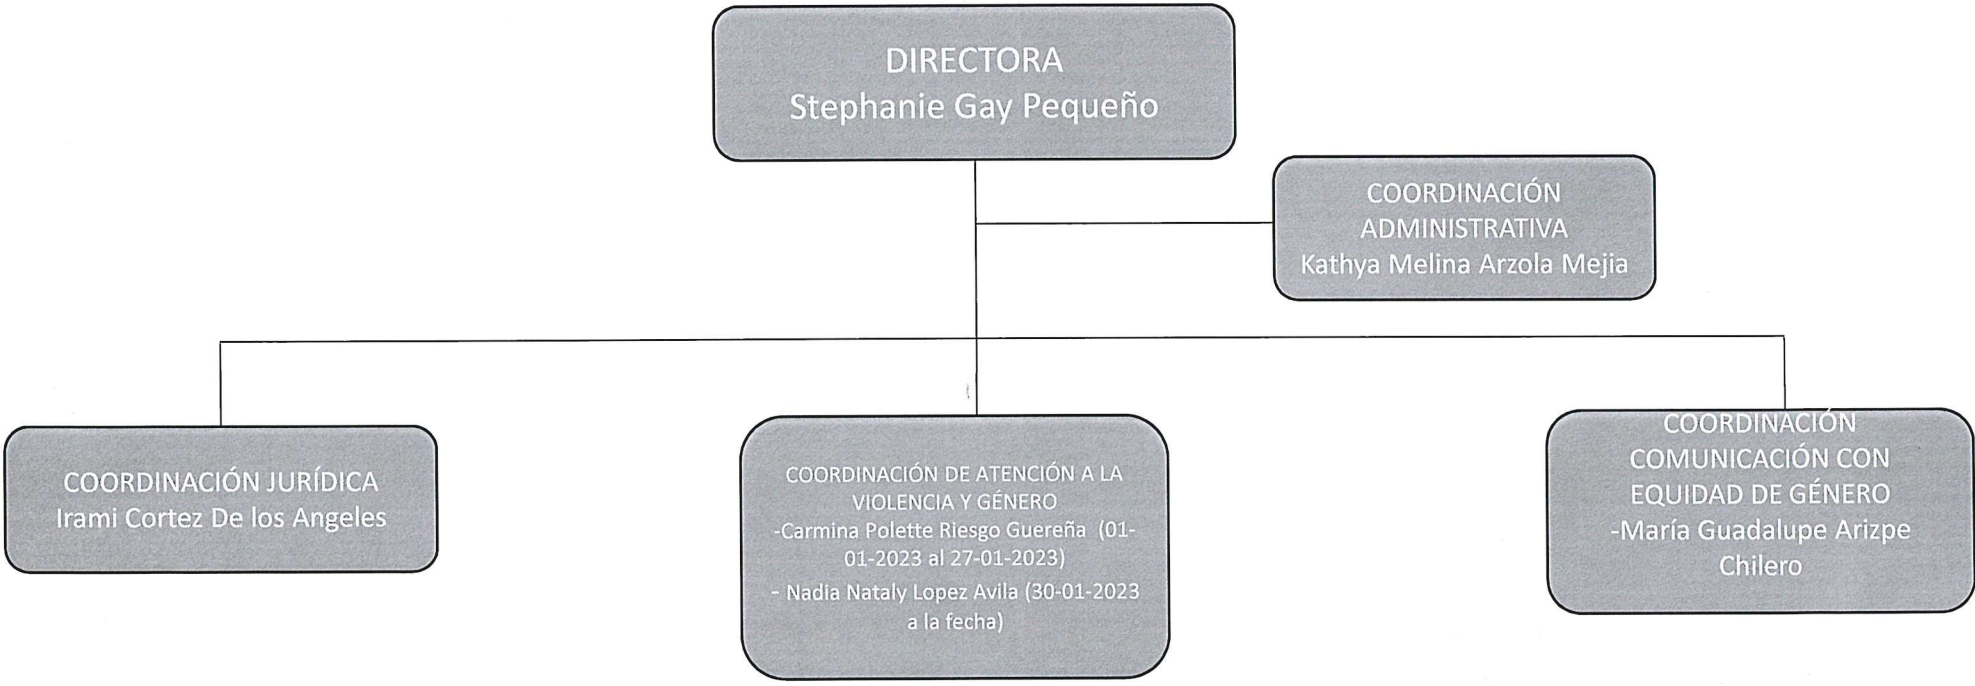 DIRECTORA
Stephanie Gay Pequeño
COORDINACIÓN
ADMINISTRATIVA
Kathya Melina Arzola Mejia
COORDINACIÓN JURÍDICA
Irami Cortez De los Angeles
COORDINACIÓN DE ATENCIÓN A LA
VIOLENCIA Y GÉNERO
-Carmina Polette Riesgo Guereña (01-
01-2023 al 27-01-2023)
- Nadia Nataly Lopez Avila (30-01-2023
a la fecha)
COORDINACIÓN
COMUNICACIÓN CON
EQUIDAD DE GÉNERO
-María Guadalupe Arizpe
Chilero